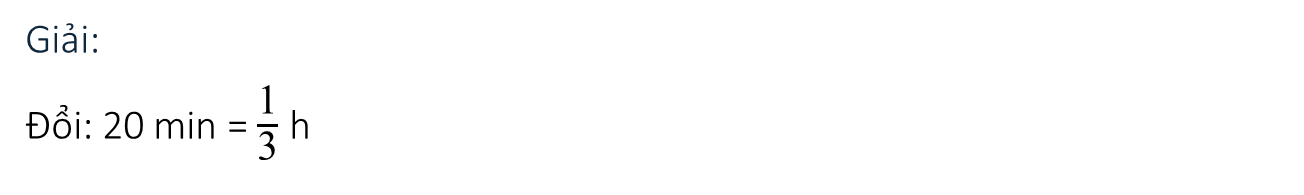 Giải:
Đổi: 20 min = 1/3 h